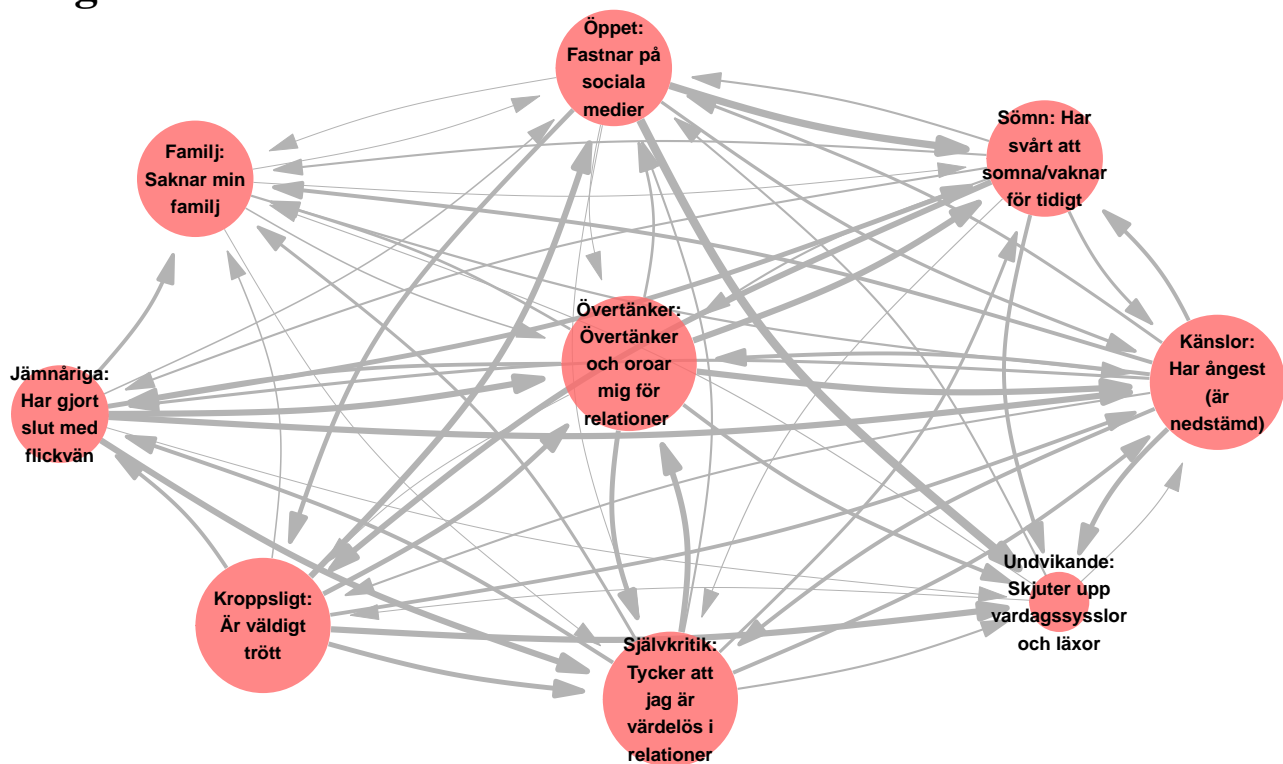 g
Öppet:
Fastnar på
sociala
medier
Sömn: Har
svårt att
somna/vaknar
för tidigt
Familj:
Saknar min
familj
Övertänker:
Övertänker
och oroar
mig för
relationer
Känslor:
Har ångest
(är
nedstämd)
Jämnåriga:
Har gjort
slut med
flickvän
Undvikande:
Skjuter upp
vardagssysslor
och läxor
Kroppsligt:
Är väldigt
trött
Självkritik:
Tycker att
jag är
värdelös i
relationer